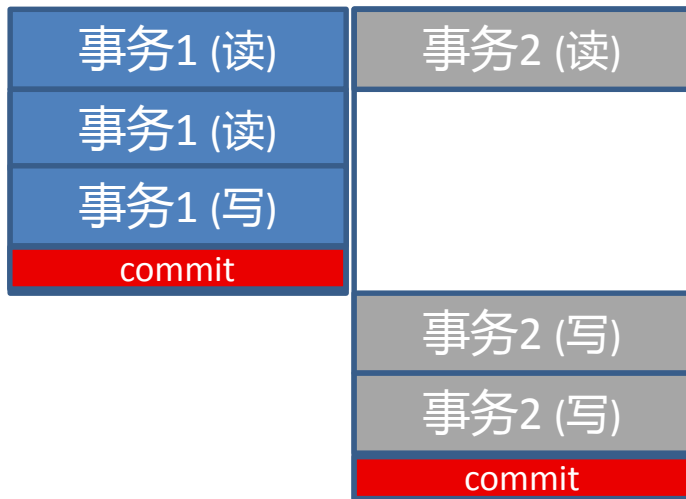 事务1 (读)
事务1 (读)
事务1 (写)
commit
事务2 (读)
事务2 (写)
事务2 (写)
commit